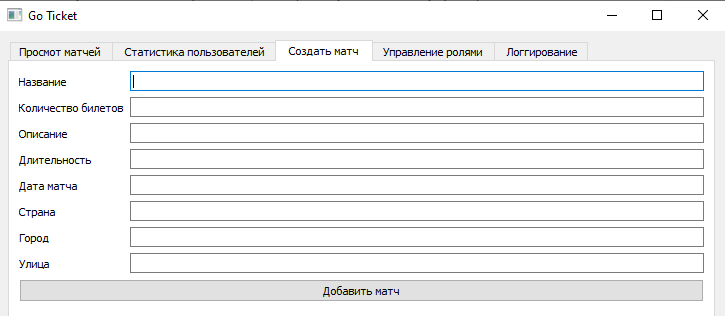 Go Ticket
Просмот матчей Статистика пользователей Создать матч Управление ролями Логгирование
Название
Количество билетов
Описание
Длительность
Дата матча
Страна
Город
Улица
Добавить матч